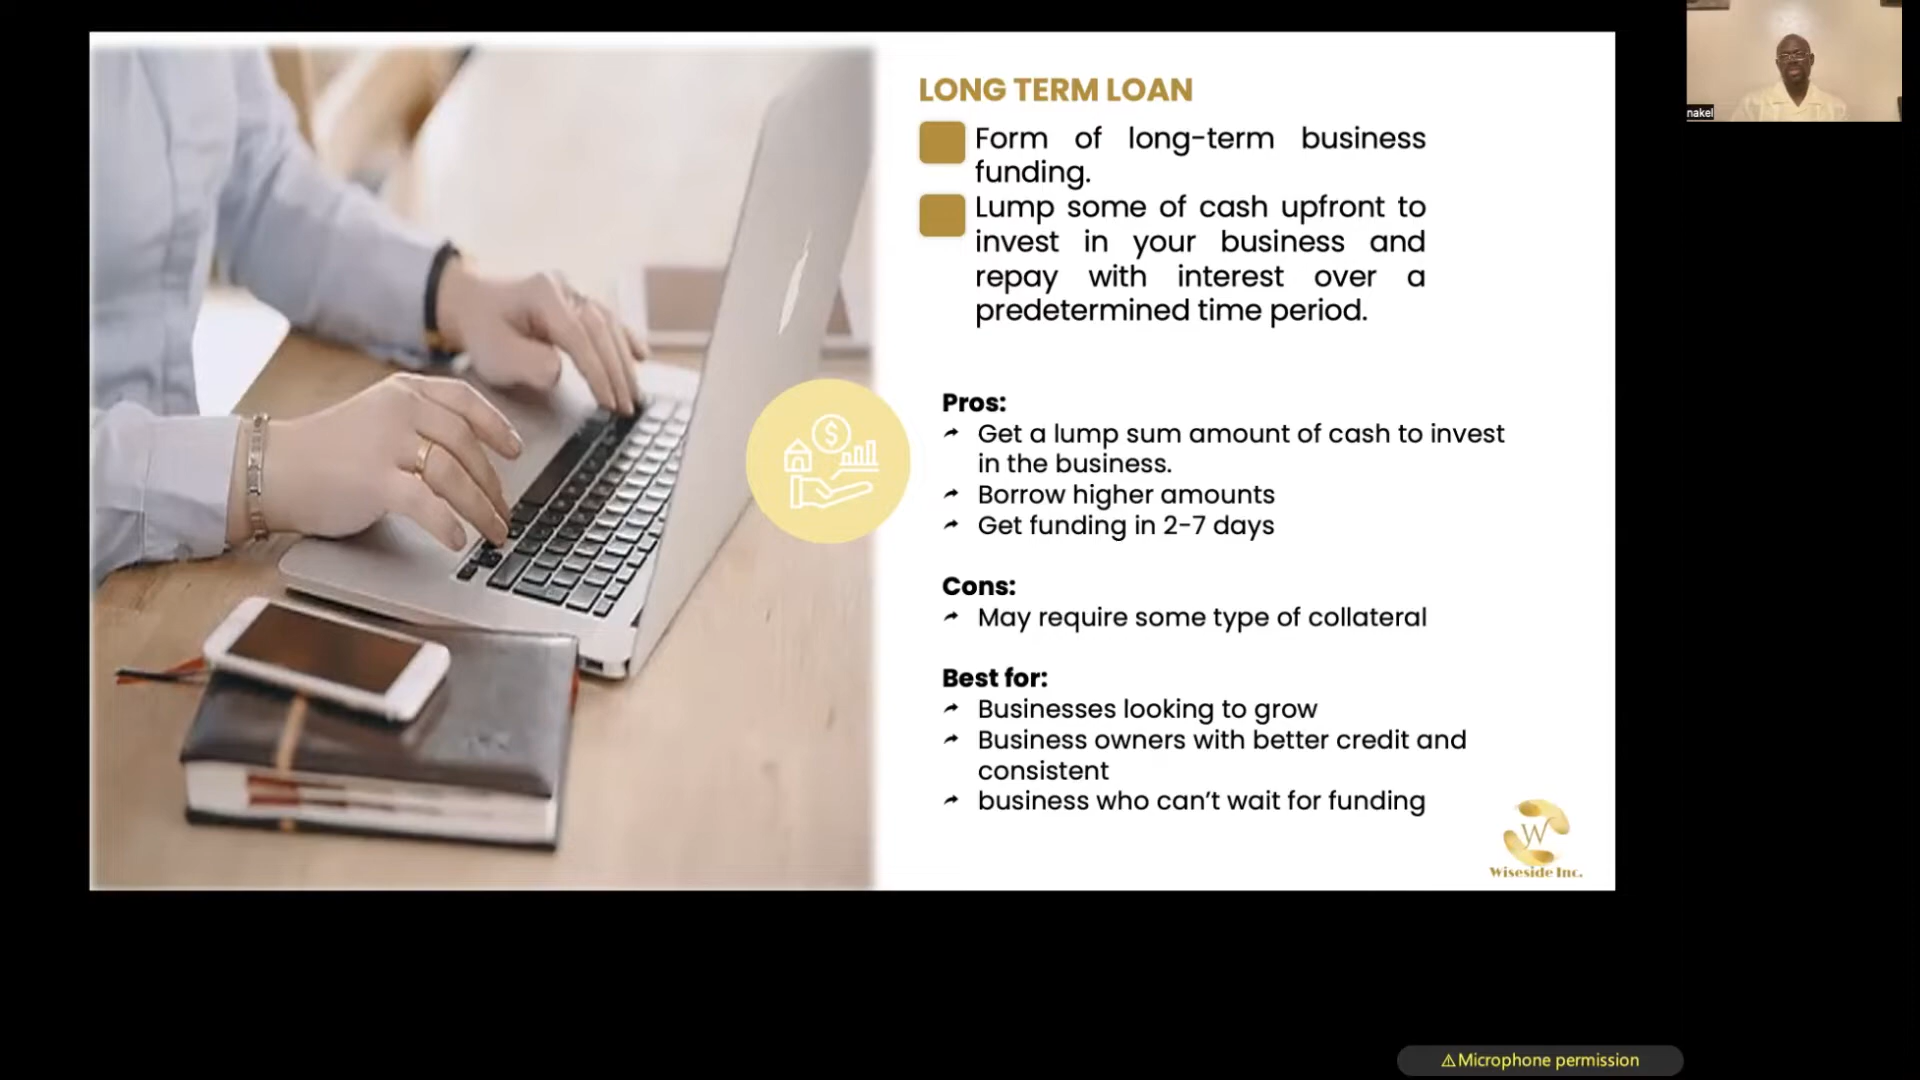 LONG TERM LOAN
Form of long-term business
funding.
Lump some of cash upfront to
invest in your business and
repay with interest over a
predetermined time period.
Pros:
Get a lump sum amount of cash to invest
in the business.
Borrow higher amounts
Get funding in 2-7 days
Cons:
May require some type of collateral
Best for:
Businesses looking to grow
Business owners with better credit and
consistent
business who can't wait for funding
W
Wiseside Inc.
nakel
Microphone permission